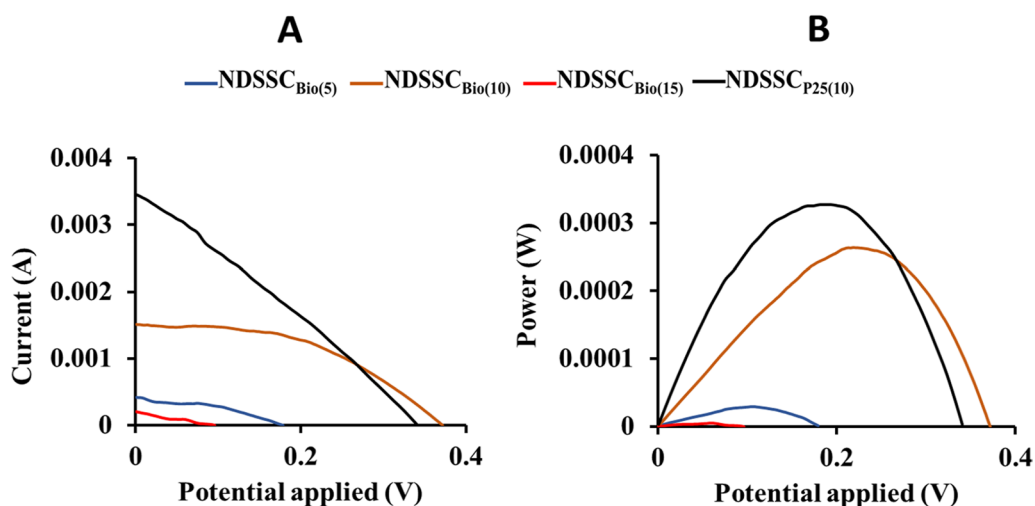 A B
NDSSCBio(5) NDSSCBio(10) NDSSCBio(15) NDSSCP25(10)
0.004
0.003
0.002
0.001
0
0 0.2 0.4
Current (A)
Potential applied (V)
0.0004
0.0003
0.0002
0.0001
0
0 0.2 0.4
Power (W)
Potential applied (V)